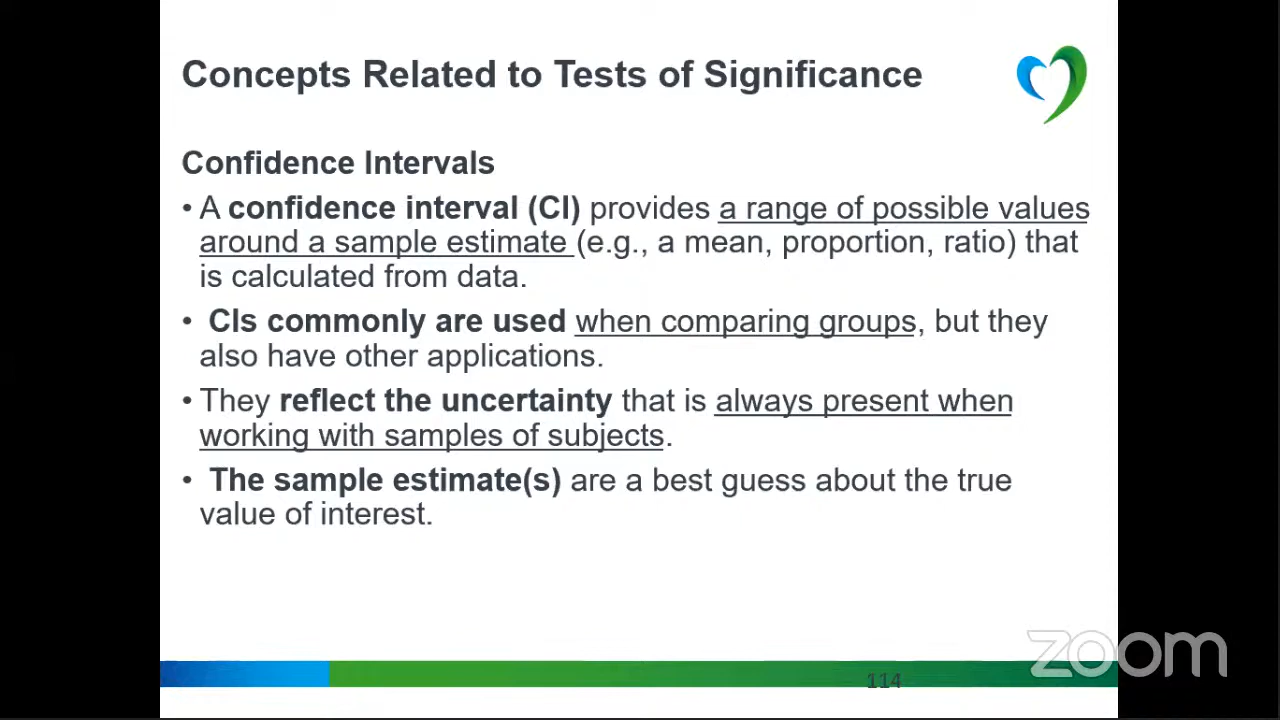 Concepts Related to Tests of Significance
Confidence Intervals
• A confidence interval (CI) provides a range of possible values
around a sample estimate (e.g., a mean, proportion, ratio) that
is calculated from data.
• CIs commonly are used when comparing groups, but they
also have other applications.
• They reflect the uncertainty that is always present when
working with samples of subjects.
• The sample estimate(s) are a best guess about the true
value of interest.
zoom
114